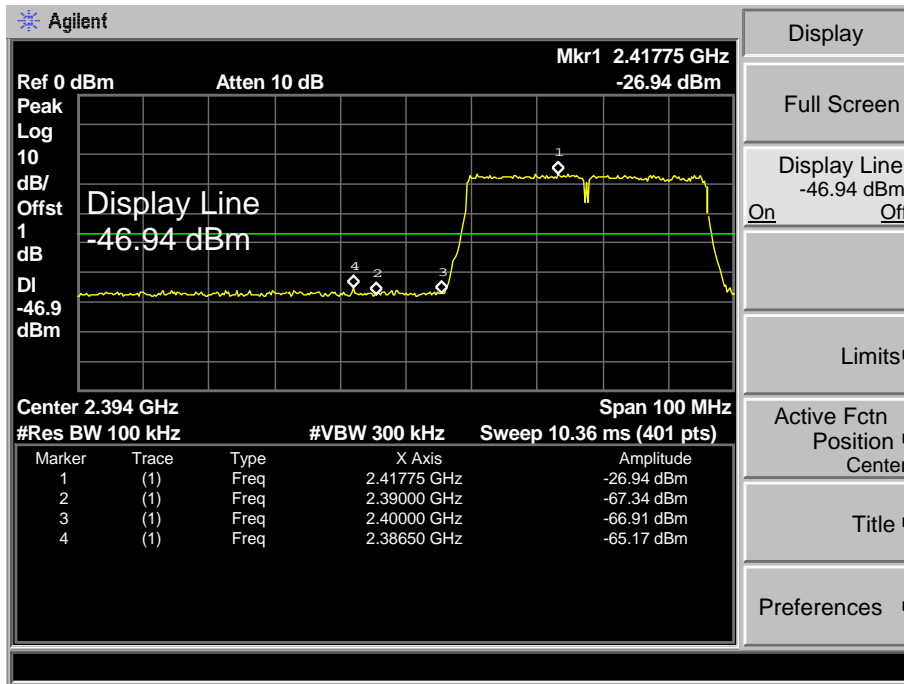 Agilent
Mkr1 2.41775 GHz
Ref 0 dBm Atten 10 dB -26.94 dBm
Peak
Log
10
dB/
Offst
1
dB
DI
-46.9
dBm
Display Line
-46.94 dBm
1
4 2 3
Center 2.394 GHz Span 100 MHz
#Res BW 100 kHz #VBW 300 kHz Sweep 10.36 ms (401 pts)
Marker Trace Type X Axis Amplitude
1 (1) Freq 2.41775 GHz -26.94 dBm
2 (1) Freq 2.39000 GHz -67.34 dBm
3 (1) Freq 2.40000 GHz -66.91 dBm
4 (1) Freq 2.38650 GHz -65.17 dBm
Display
Full Screen
Display Line
-46.94 dBm
On Off
Limits
Active Fctn
Position
Center
Title
Preferences